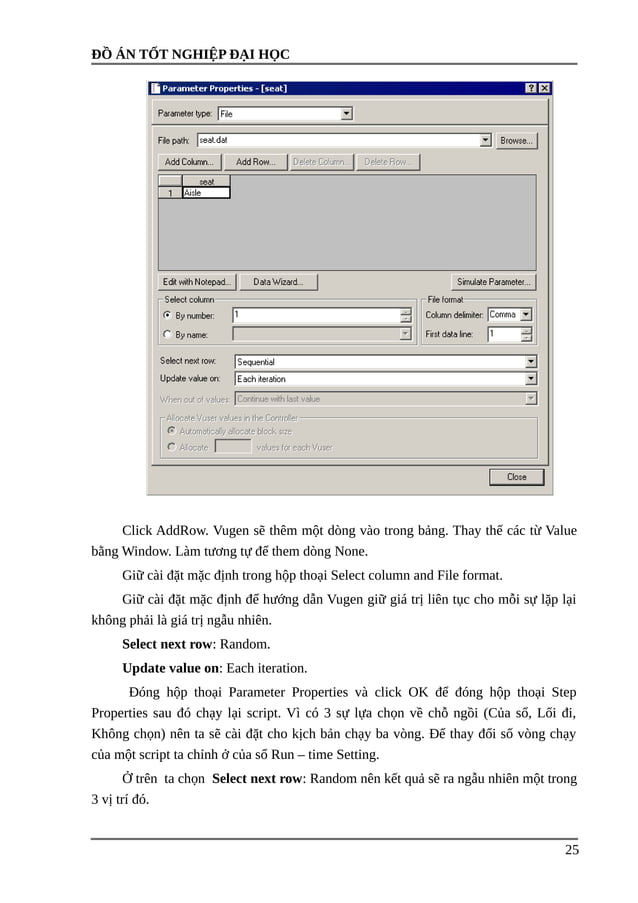 ĐỒ ÁN TỐT NGHIỆP ĐẠI HỌC
Parameter Properties - [seat]
Parameter type: File
File path: seat.dat Browse...
Add Column... Add Row... Delete Column... Delete Row...
seat
1 Aisle
Edit with Notepad... Data Wizard... Simulate Parameter...
Select column File format
By number: 1 Column delimiter: Comma
By name: First data line: 1
Select next row: Sequential
Update value on: Each iteration
When out of values: Continue with last value
Allocate Vuser values in the Controller
Automatically allocate block size
Allocate values for each Vuser
Close
Click AddRow. Vugen sẽ thêm một dòng vào trong bảng. Thay thế các từ Value
bằng Window. Làm tương tự để them dòng None.
Giữ cài đặt mặc định trong hộp thoại Select column and File format.
Giữ cài đặt mặc định để hướng dẫn Vugen giữ giá trị liên tục cho mỗi sự lặp lại
không phải là giá trị ngẫu nhiên.
Select next row: Random.
Update value on: Each iteration.
Đóng hộp thoại Parameter Properties và click OK để đóng hộp thoại Step
Properties sau đó chạy lại script. Vì có 3 sự lựa chọn về chỗ ngồi (Của sổ, Lối đi,
Không chọn) nên ta sẽ cài đặt cho kịch bản chạy ba vòng. Để thay đổi số vòng chạy
của một script ta chỉnh ở của sổ Run – time Setting.
Ở trên ta chọn Select next row: Random nên kết quả sẽ ra ngẫu nhiên một trong
3 vị trí đó.
25